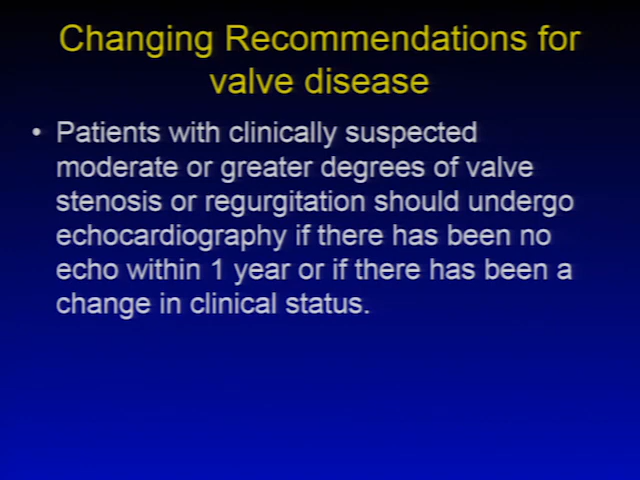 Changing Recommendations for
valve disease
• Patients with clinically suspected
moderate or greater degrees of valve
stenosis or regurgitation should undergo
echocardiography if there has been no
echo within 1 year or if there has been a
change in clinical status.